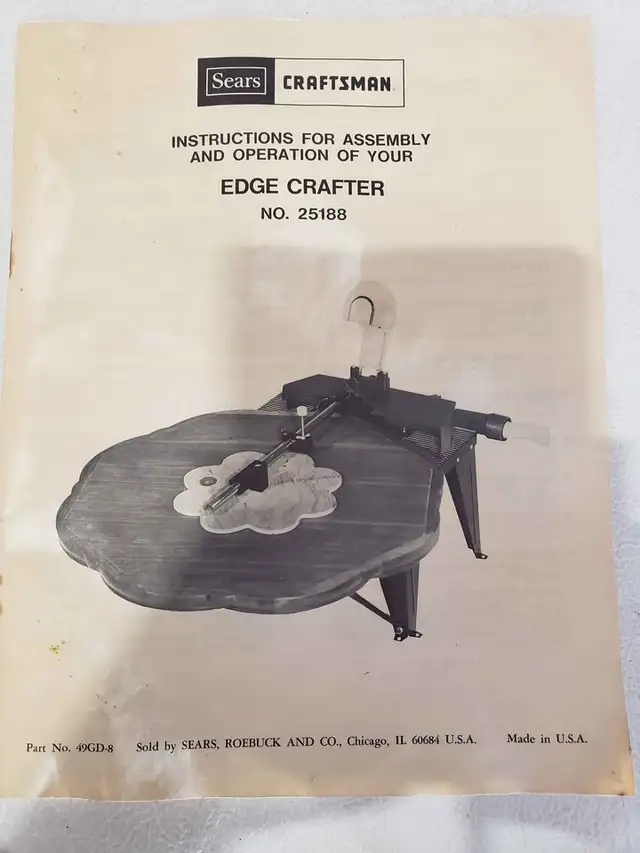 Sears CRAFTSMAN
INSTRUCTIONS FOR ASSEMBLY
AND OPERATION OF YOUR
EDGE CRAFTER
NO. 25188
Part No. 49GD-8 Sold by SEARS, ROEBUCK AND CO., Chicago, IL 60684 U.S.A. Made in U.S.A.